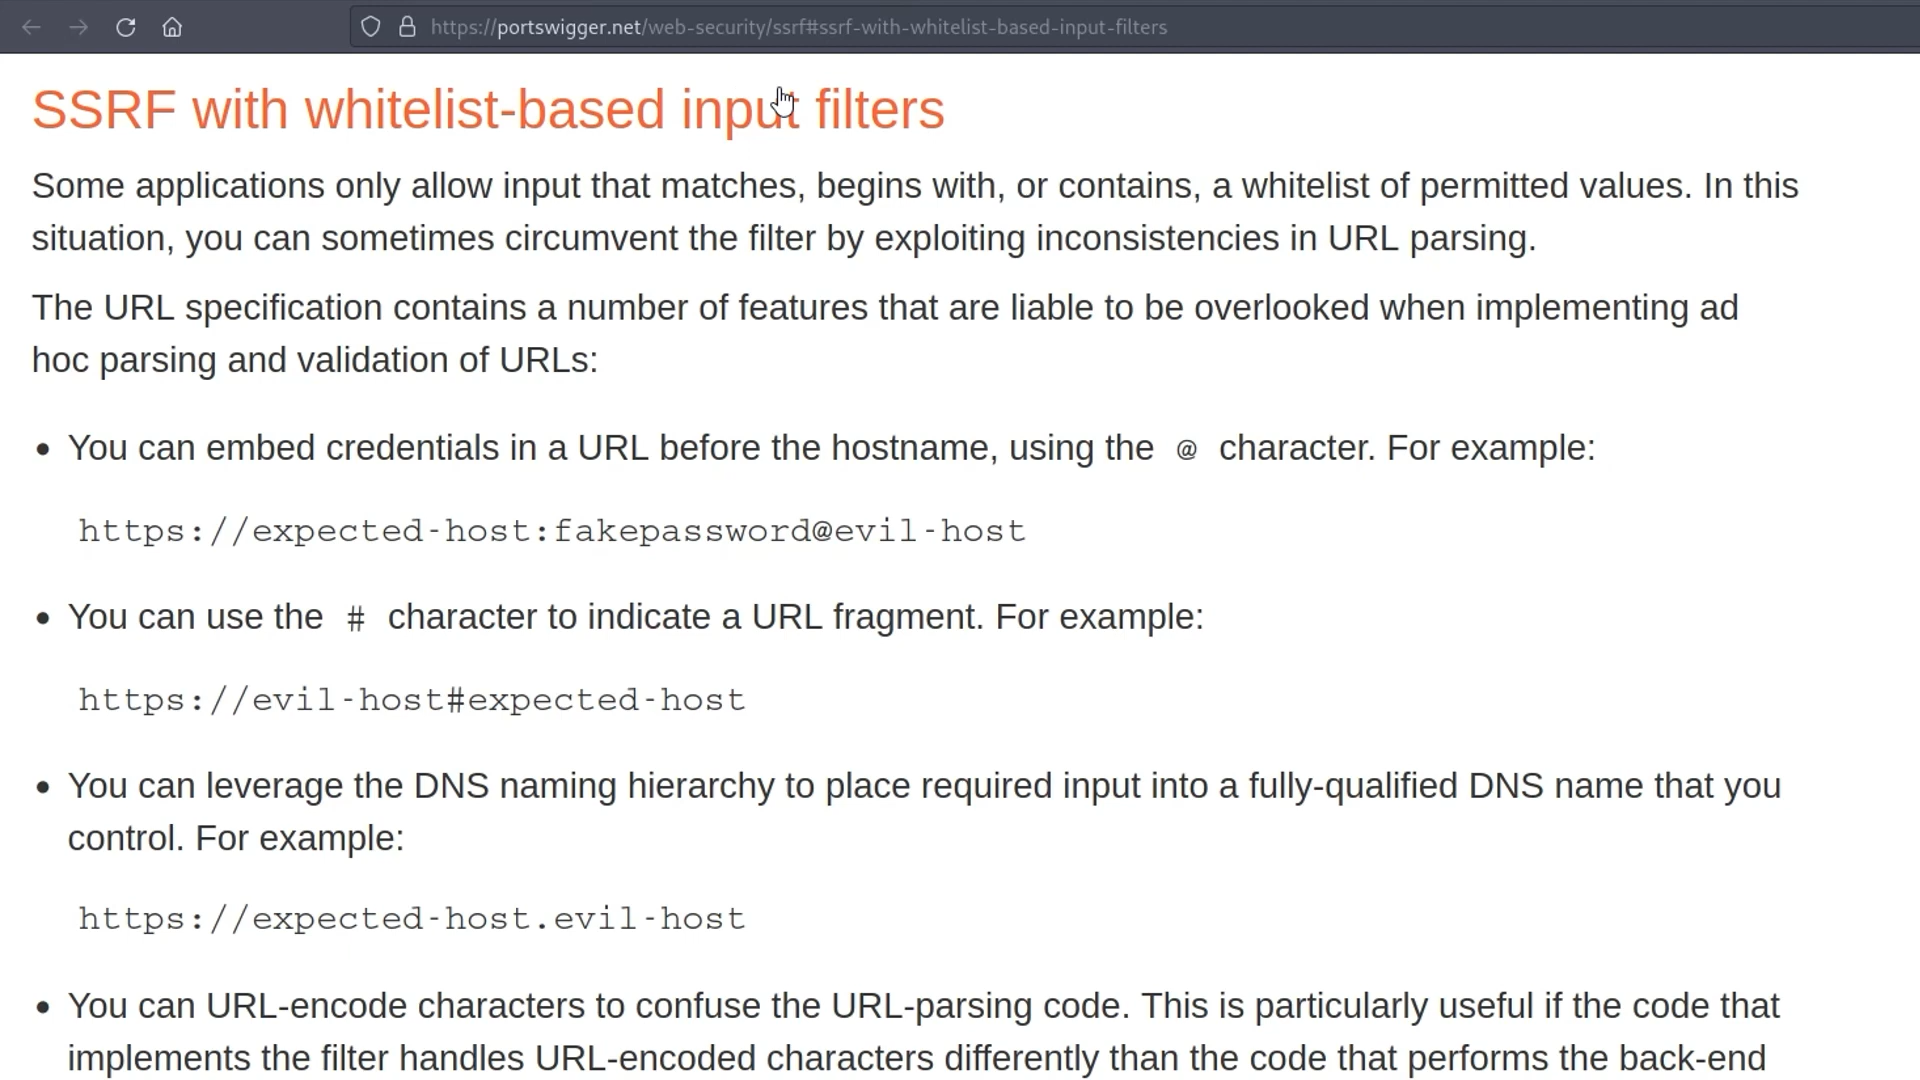 https://portswigger.net/web-security/ssrf#ssrf-with-whitelist-based-input-filters
SSRF with whitelist-based input filters
Some applications only allow input that matches, begins with, or contains, a whitelist of permitted values. In this
situation, you can sometimes circumvent the filter by exploiting inconsistencies in URL parsing.
The URL specification contains a number of features that are liable to be overlooked when implementing ad
hoc parsing and validation of URLs:
• You can embed credentials in a URL before the hostname, using the @ character. For example:
https://expected-host:fakepassword@evil-host
• You can use the # character to indicate a URL fragment. For example:
https://evil-host#expected-host
• You can leverage the DNS naming hierarchy to place required input into a fully-qualified DNS name that you
control. For example:
https://expected-host.evil-host
• You can URL-encode characters to confuse the URL-parsing code. This is particularly useful if the code that
implements the filter handles URL-encoded characters differently than the code that performs the back-end